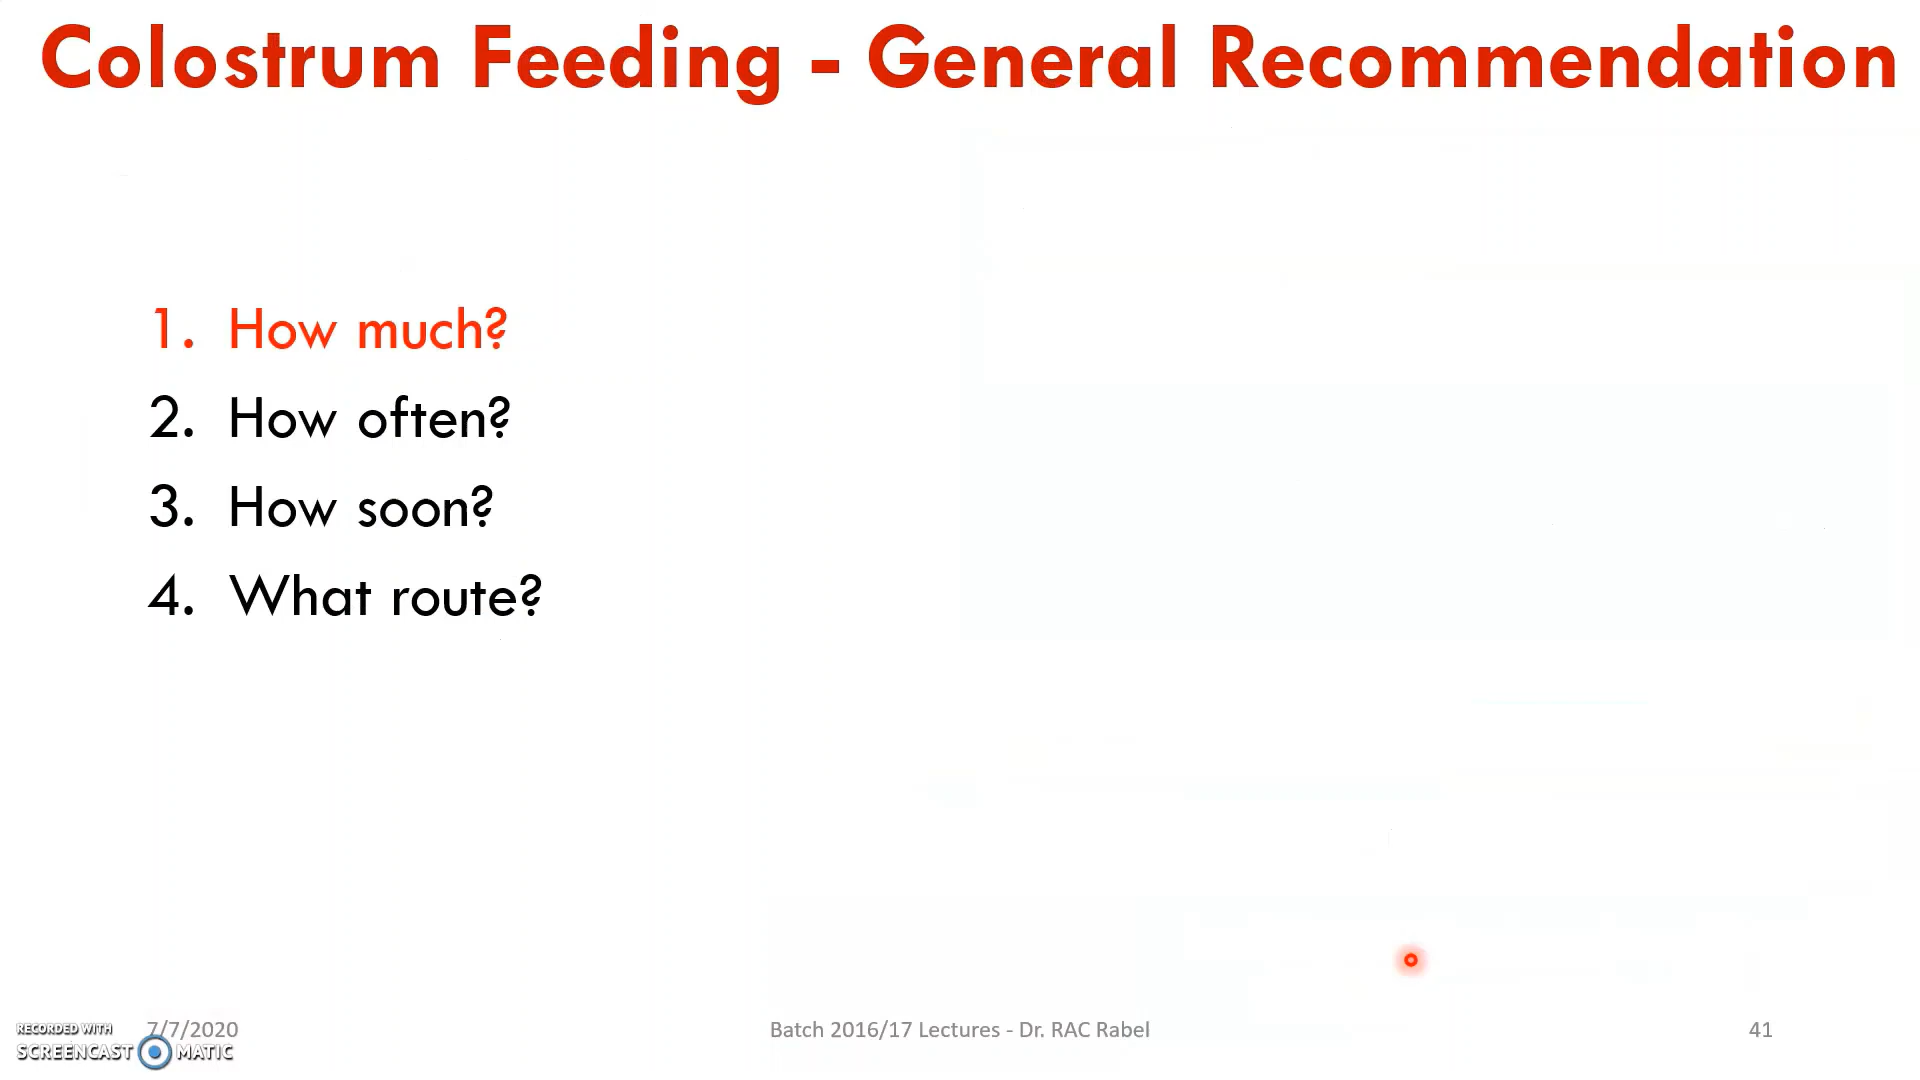 Colostrum Feeding - General Recommendation
1. How much?
2. How often?
3. How soon?
4. What route?
RECORDED WITH
SCREENCAST MATIC
7/7/2020
Batch 2016/17 Lectures - Dr. RAC Rabel
41